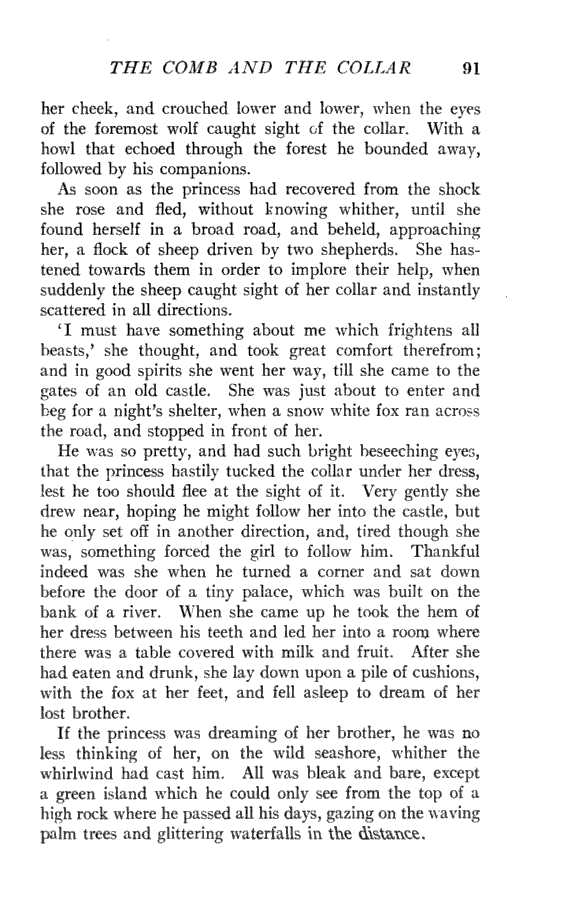 THE COMB AND THE COLLAR 91
her cheek, and crouched lower and lower, when the eyes
of the foremost wolf caught sight of the collar. With a
howl that echoed through the forest he bounded away,
followed by his companions.
As soon as the princess had recovered from the shock
she rose and fled, without knowing whither, until she
found herself in a broad road, and beheld, approaching
her, a flock of sheep driven by two shepherds. She has-
tened towards them in order to implore their help, when
suddenly the sheep caught sight of her collar and instantly
scattered in all directions.
'I must have something about me which frightens all
beasts,' she thought, and took great comfort therefrom;
and in good spirits she went her way, till she came to the
gates of an old castle. She was just about to enter and
beg for a night's shelter, when a snow white fox ran across
the road, and stopped in front of her.
He was so pretty, and had such bright beseeching eyes,
that the princess hastily tucked the collar under her dress,
lest he too should flee at the sight of it. Very gently she
drew near, hoping he might follow her into the castle, but
he only set off in another direction, and, tired though she
was, something forced the girl to follow him. Thankful
indeed was she when he turned a corner and sat down
before the door of a tiny palace, which was built on the
bank of a river. When she came up he took the hem of
her dress between his teeth and led her into a room where
there was a table covered with milk and fruit. After she
had eaten and drunk, she lay down upon a pile of cushions,
with the fox at her feet, and fell asleep to dream of her
lost brother.
If the princess was dreaming of her brother, he was no
less thinking of her, on the wild seashore, whither the
whirlwind had cast him. All was bleak and bare, except
a green island which he could only see from the top of a
high rock where he passed all his days, gazing on the waving
palm trees and glittering waterfalls in the distance.